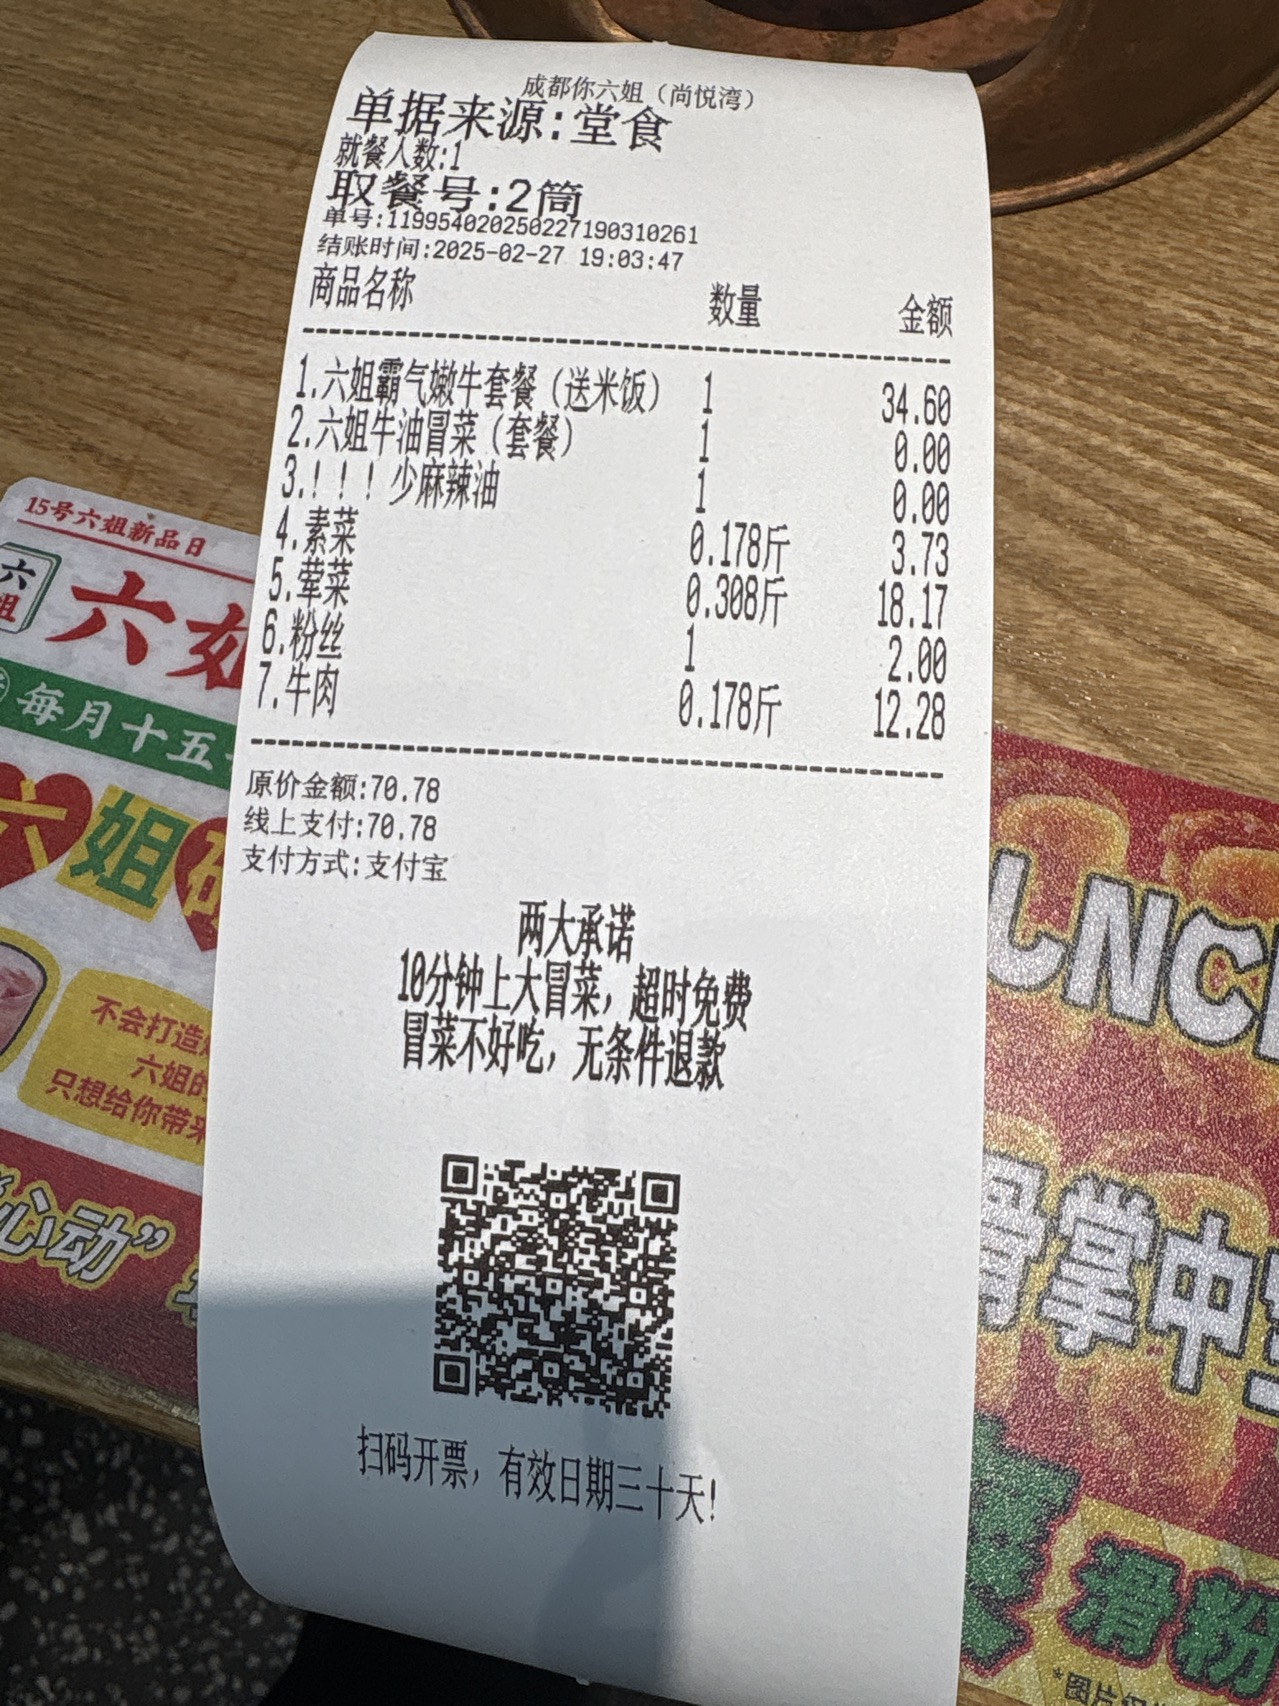 成都你六姐（尚悦湾）
单据来源:堂食
就餐人数:1
取餐号:2筒
单号:119954020250227190310261
结账时间:2025-02-27 19:03:47
商品名称 数量 金额
1.六姐霸气嫩牛套餐（送米饭） 1 34.60
2.六姐牛油冒菜（套餐） 1 0.00
3.！！！少麻辣油 1 0.00
4.素菜 0.178斤 3.73
5.荤菜 0.308斤 18.17
6.粉丝 1 2.00
7.牛肉 0.178斤 12.28
原价金额:70.78
线上支付:70.78
支付方式:支付宝
两大承诺
10分钟上大冒菜，超时免费
冒菜不好吃，无条件退款
扫码开票，有效日期三十天!
15号六姐新品日
六姐
六
每月十五
六姐
不会打造
六姐的
只想给你带来
“心动”
LNC
滑掌中
滑粉
*图片仅